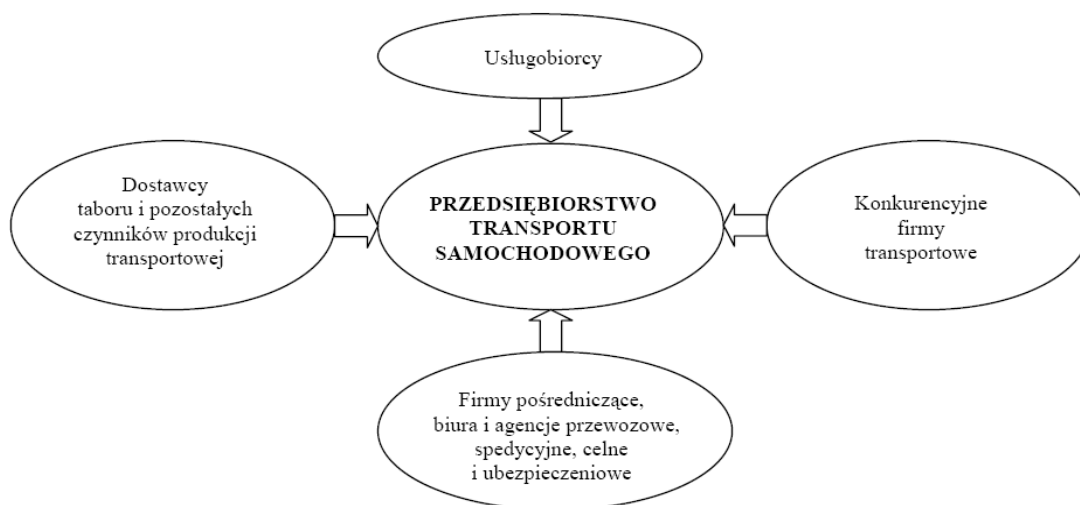 Usługobiorcy
Dostawcy
taboru i pozostałych
czynników produkcji
transportowej
PRZEDSIĘBIORSTWO
TRANSPORTU
SAMOCHODOWEGO
Konkurencyjne
firmy
transportowe
Firmy pośredniczące,
biura i agencje przewozowe,
spedycyjne, celne
i ubezpieczeniowe